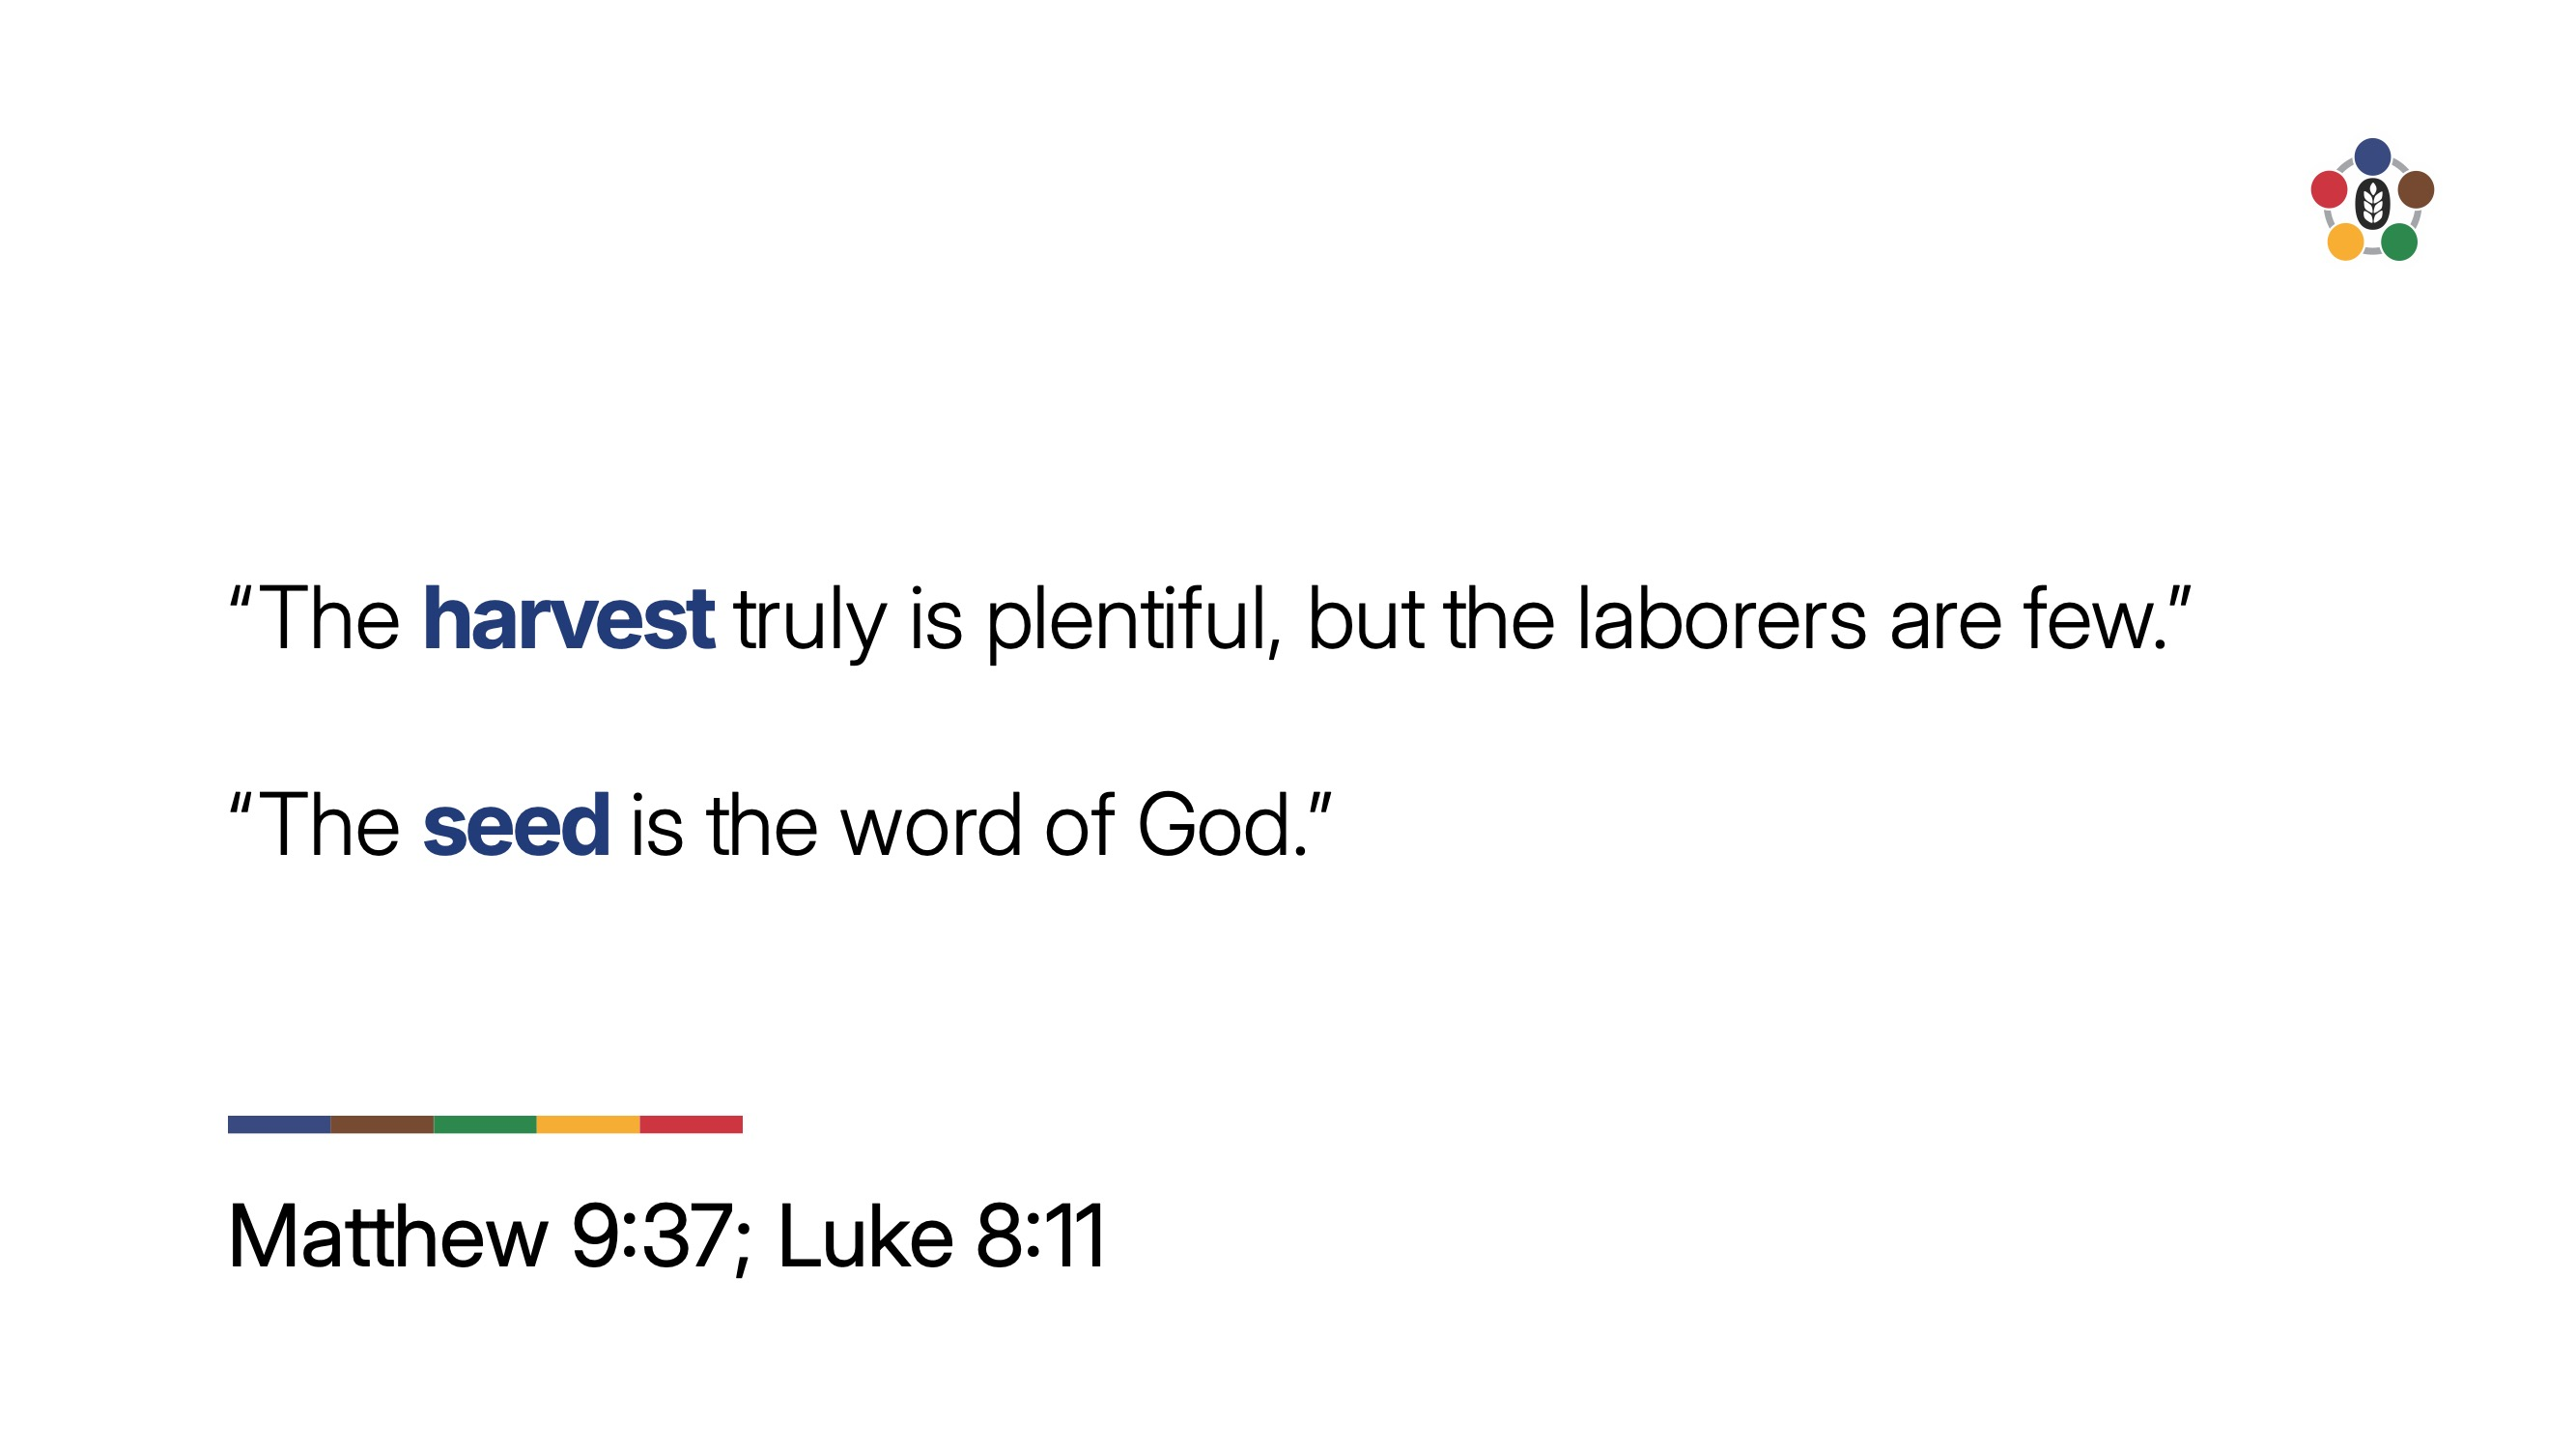 “The harvest truly is plentiful, but the laborers are few.”
“The seed is the word of God.”
Matthew 9:37; Luke 8:11